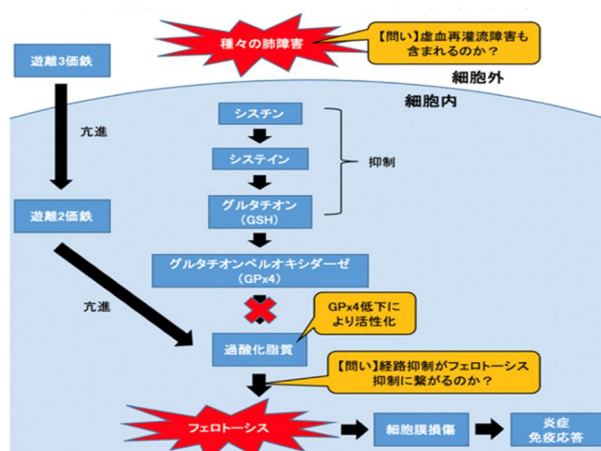 種々の肺障害
【問い】虚血再灌流障害も
含まれるのか？
遊離3価鉄
細胞外
細胞内
シスチン
亢進
システイン
抑制
グルタチオン
(GSH)
遊離2価鉄
グルタチオンペルオキシダーゼ
(GPx4)
亢進
GPx4低下に
より活性化
過酸化脂質
【問い】経路抑制がフェロトーシス
抑制に繋がるのか？
フェロトーシス
細胞膜損傷
炎症
免疫応答